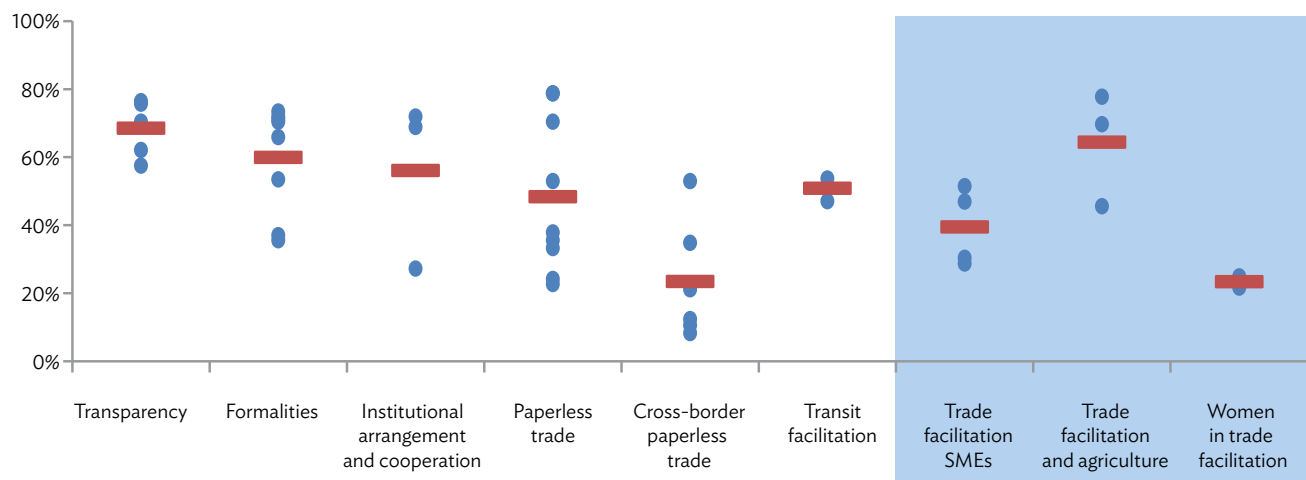 100%
80%
60%
40%
20%
0%
Transparency
Formalities
Institutional
arrangement
and cooperation
Paperless
trade
Cross-border
paperless
trade
Transit
facilitation
Trade
facilitation
SMEs
Trade
facilitation
and agriculture
Women
in trade
facilitation